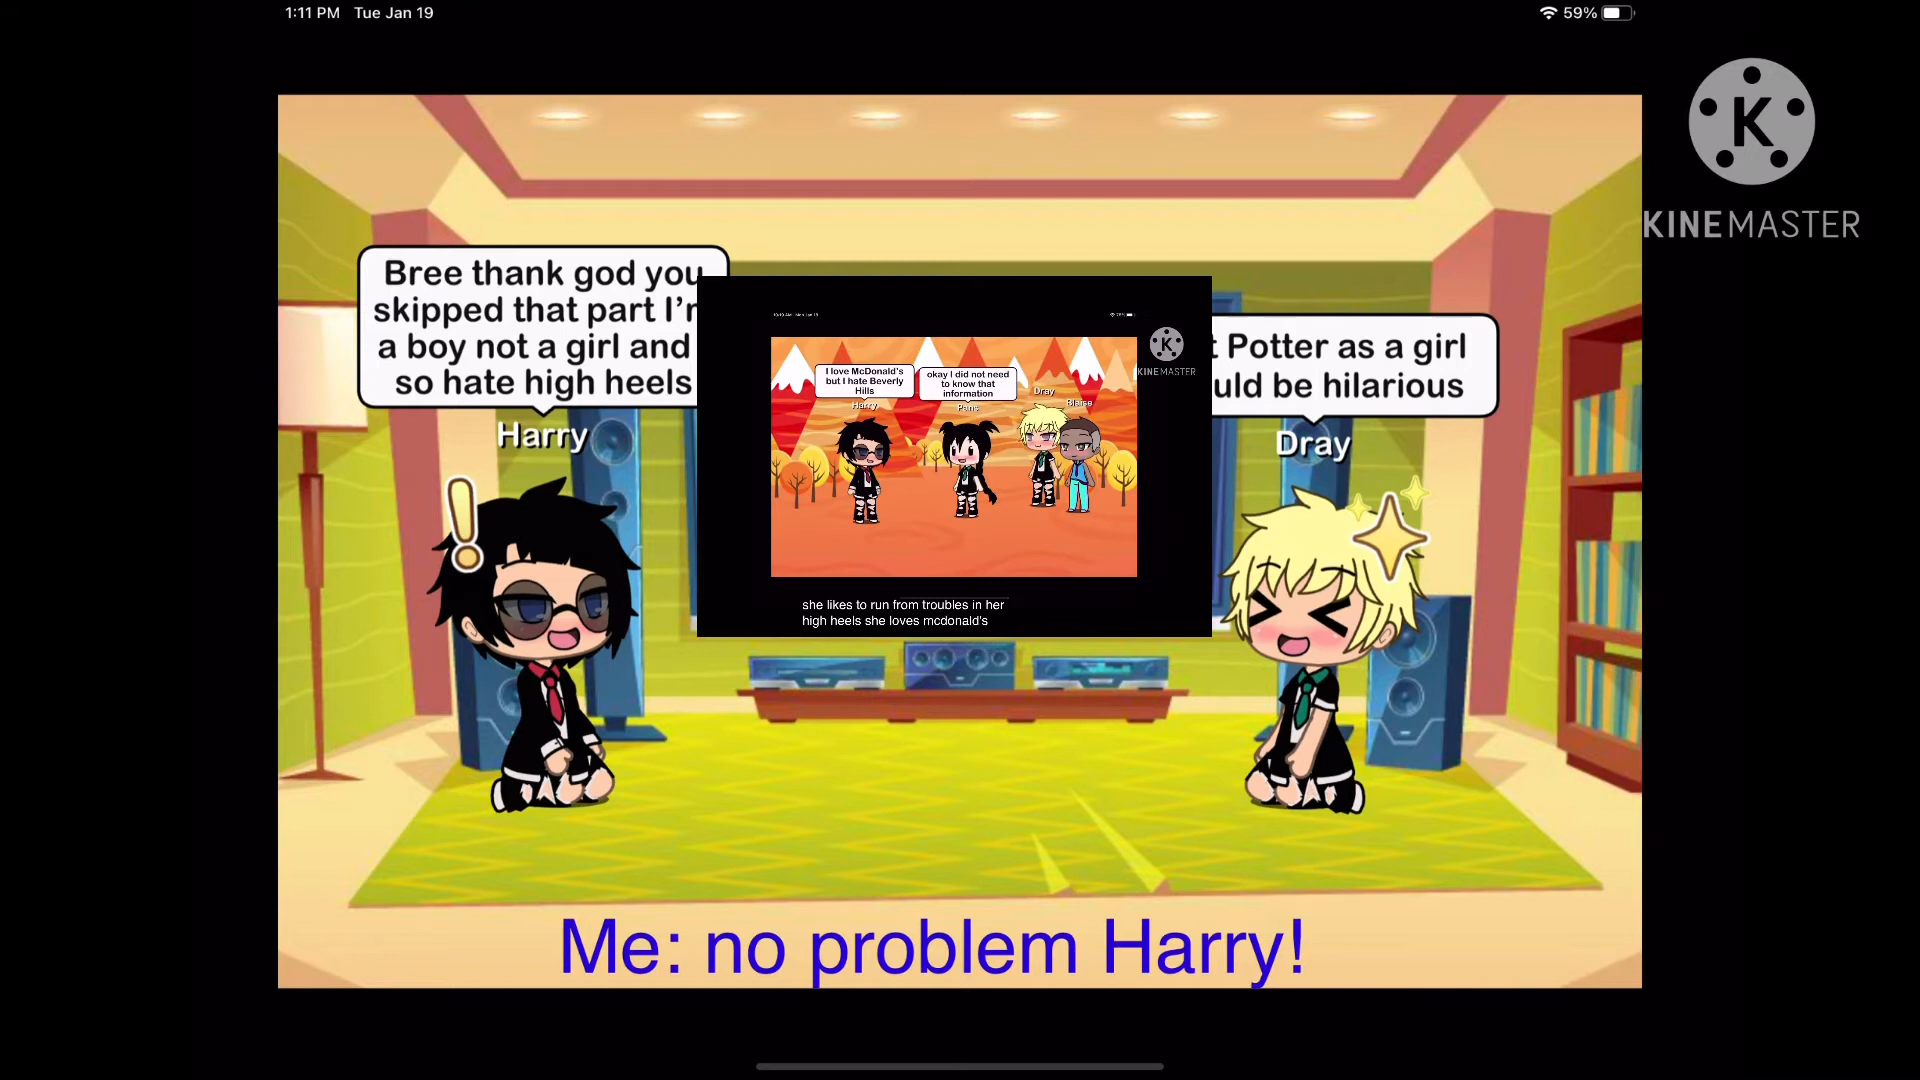 1:11 PM Tue Jan 19
59%
K
KINEMASTER
Bree thank god you
skipped that part I'm
a boy not a girl and
so hate high heels
Harry
Potter as a girl
be hilarious
Dray
K
KINEMASTER
I love McDonald's
but I hate Beverly
Hills
Harry
okay I did not need
to know that
information
Pans
Dray
Blaise
she likes to run from troubles in her
high heels she loves mcdonald's
Me: no problem Harry!